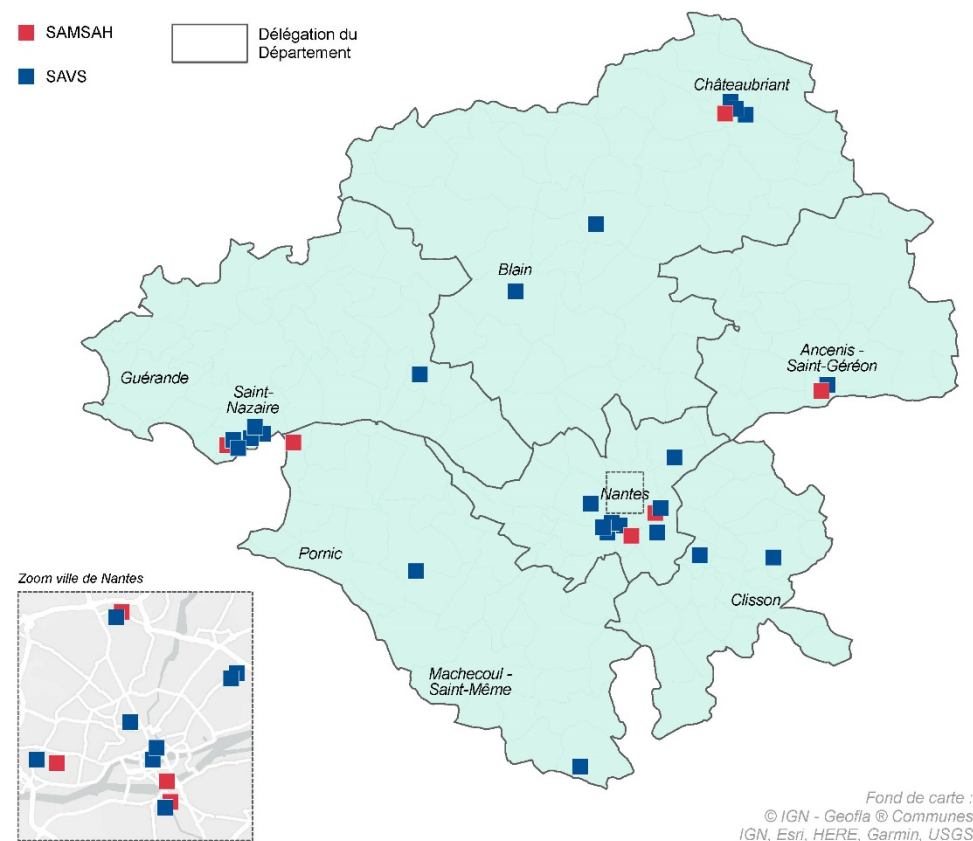 SAMSAH
SAVS
Délégation du
Département
Châteaubriant
Blain
Ancenis -
Saint-Géréon
Guérande
Saint-
Nazaire
Nantes
Pornic
Clisson
Machecoul -
Saint-Même
Zoom ville de Nantes
Fond de carte :
© IGN - Geofla ® Communes
IGN, Esri, HERE, Garmin, USGS